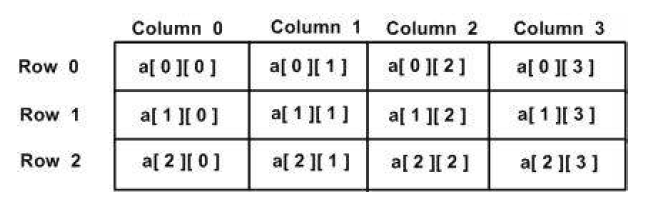 Column 0 Column 1 Column 2 Column 3
Row 0 a[ 0 ][ 0 ] a[ 0 ][ 1 ] a[ 0 ][ 2 ] a[ 0 ][ 3 ]
Row 1 a[ 1 ][ 0 ] a[ 1 ][ 1 ] a[ 1 ][ 2 ] a[ 1 ][ 3 ]
Row 2 a[ 2 ][ 0 ] a[ 2 ][ 1 ] a[ 2 ][ 2 ] a[ 2 ][ 3 ]